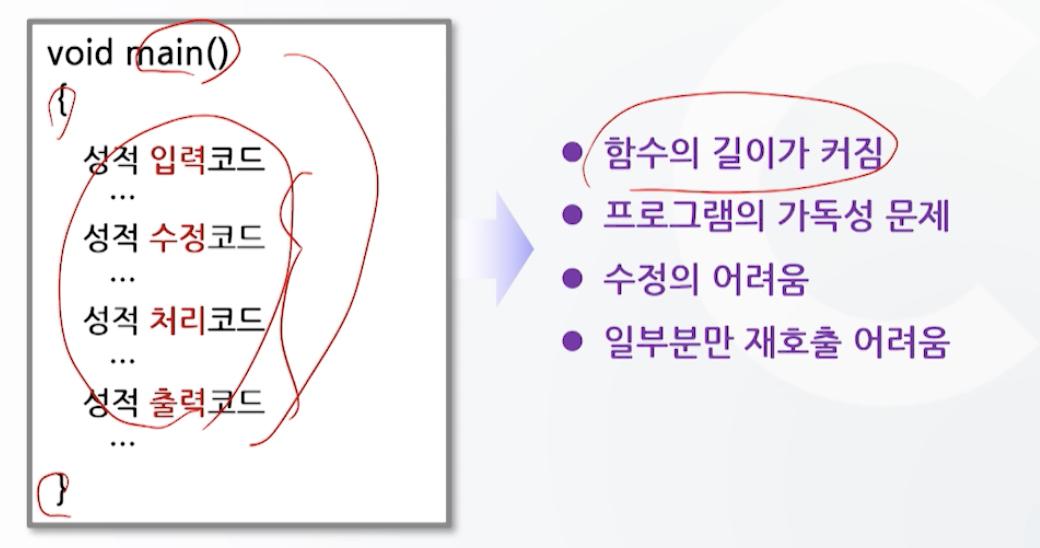 void main()
{
성적 입력코드
...
성적 수정코드
...
성적 처리코드
...
성적 출력코드
...
}
● 함수의 길이가 커짐
● 프로그램의 가독성 문제
● 수정의 어려움
● 일부분만 재호출 어려움